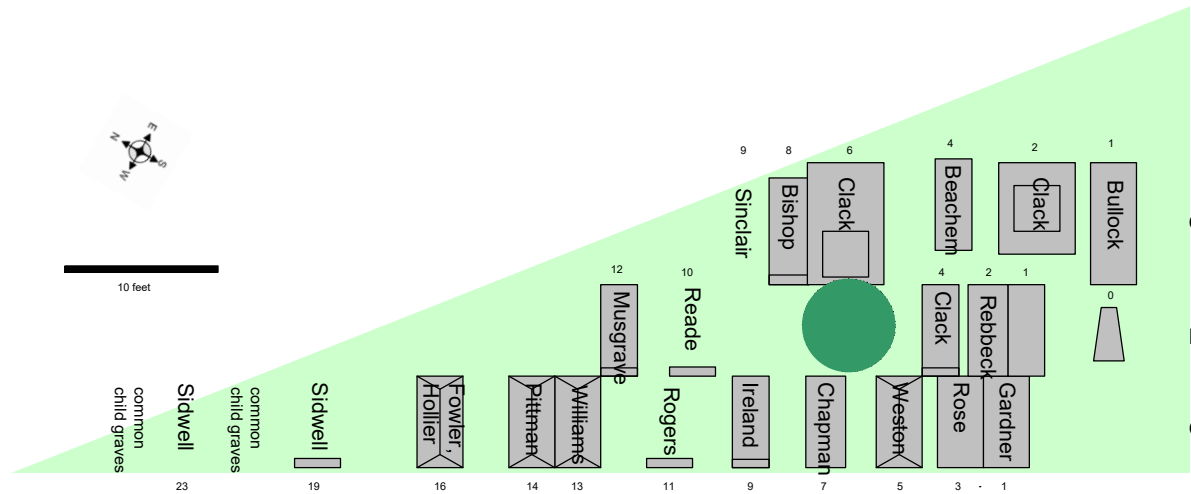 E
N
S
W
10 feet
9
8
6
4
2
1
Sinclair
Bishop
Clack
Beachem
Clack
Bullock
12
10
4
2
1
0
Musgrave
Reade
Clack
Rebbeck
common
child graves
Sidwell
common
child graves
Sidwell
Fowler,
Hollier
Pittman
Williams
Rogers
Ireland
Chapman
Weston
Rose
Gardner
23
19
16
14
13
11
9
7
5
3 - 1